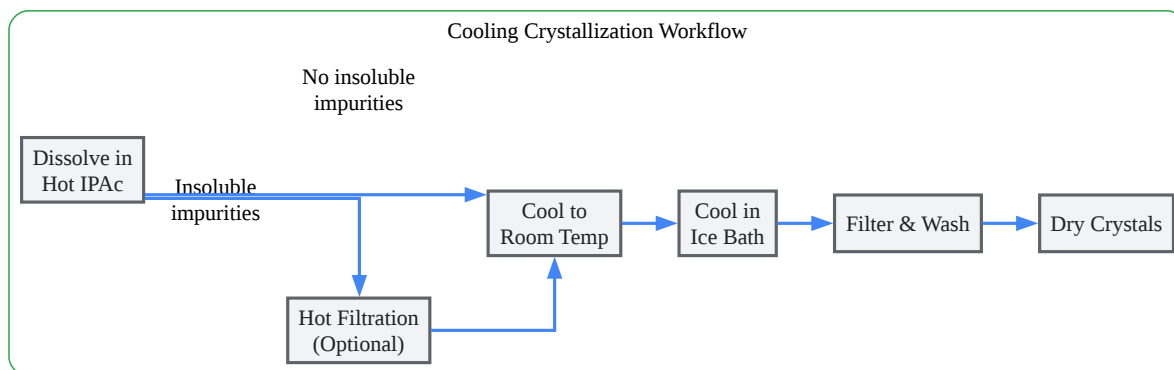 Cooling Crystallization Workflow
No insoluble
impurities
Dissolve in
Hot IPAc
Insoluble
impurities
Cool to
Room Temp
Cool in
Ice Bath
Filter & Wash
Dry Crystals
Hot Filtration
(Optional)